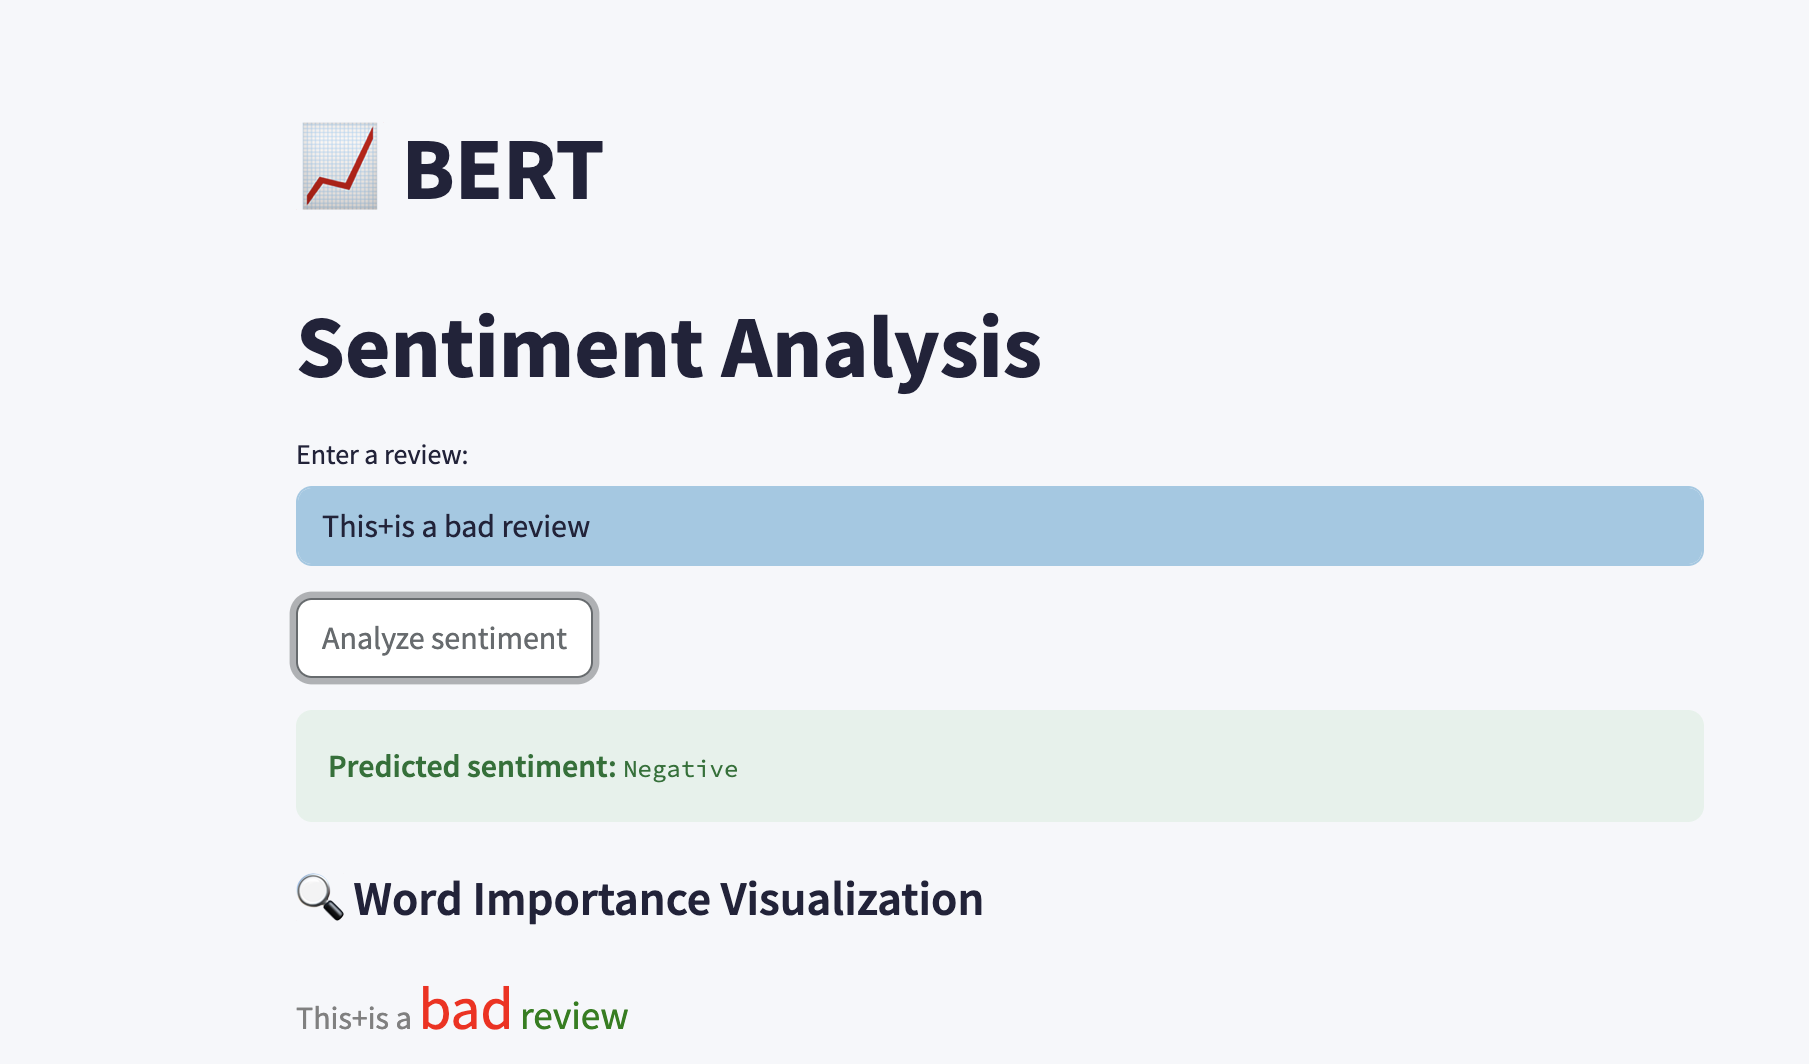 BERT
Sentiment Analysis
Enter a review:
This+is a bad review
Analyze sentiment
Predicted sentiment: Negative
Word Importance Visualization
This+is a bad review